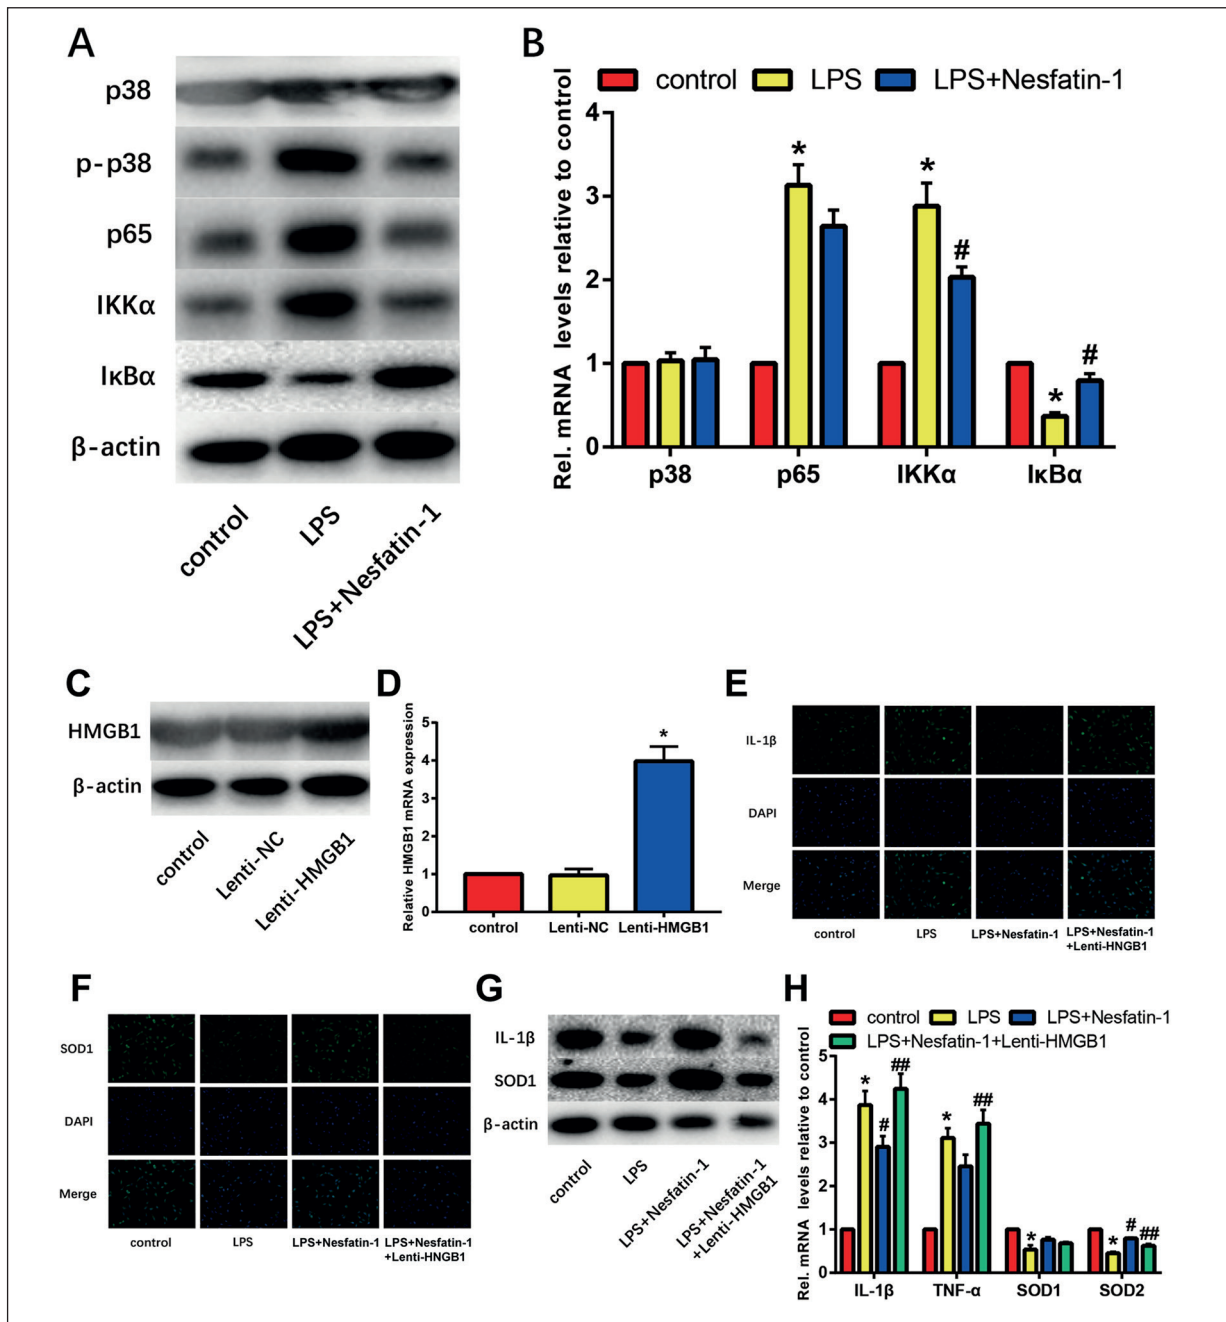 A
p38
p-p38
p65
IKKα
IκBα
β-actin
control
LPS
LPS+Nesfatin-1
B
control LPS LPS+Nesfatin-1
Rel. mRNA levels relative to control
4
3
2
1
0
* * # * #
p38 p65 IKKα IκBα
C
HMGB1
β-actin
control
Lenti-NC
Lenti-HMGB1
D
Relative HMGB1 mRNA expression
5
4
3
2
1
0
*
control Lenti-NC Lenti-HMGB1
E
IL-1β
DAPI
Merge
control LPS LPS+Nesfatin-1 LPS+Nesfatin-1
+Lenti-HNGB1
F
SOD1
DAPI
Merge
control LPS LPS+Nesfatin-1 LPS+Nesfatin-1
+Lenti-HNGB1
G
IL-1β
SOD1
β-actin
control
LPS
LPS+Nesfatin-1
LPS+Nesfatin-1
+Lenti-HMGB1
H
control LPS LPS+Nesfatin-1
LPS+Nesfatin-1+Lenti-HMGB1
Rel. mRNA levels relative to control
5
4
3
2
1
0
* # ## * ## * * # ##
IL-1β TNF-α SOD1 SOD2